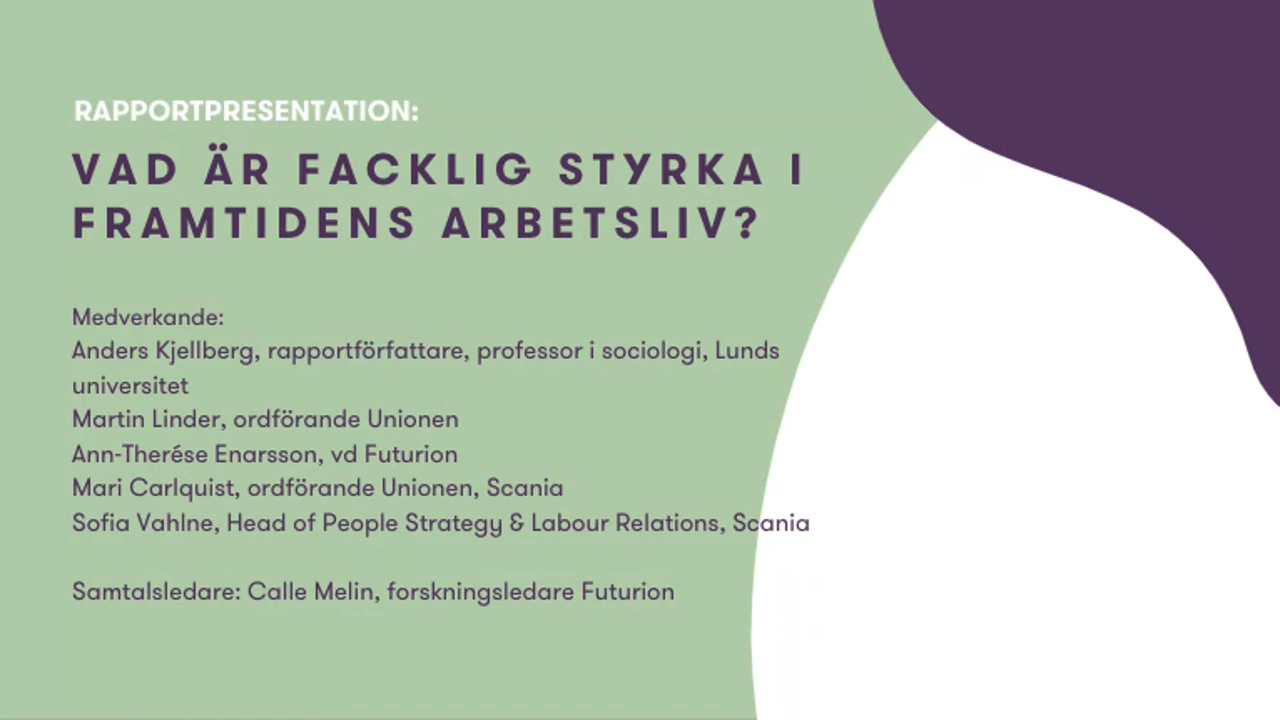 RAPPORTPRESENTATION:
VAD ÄR FACKLIG STYRKA I
FRAMTIDENS ARBETSLIV?
Medverkande:
Anders Kjellberg, rapportförfattare, professor i sociologi, Lunds
universitet
Martin Linder, ordförande Unionen
Ann-Therése Enarsson, vd Futurion
Mari Carlquist, ordförande Unionen, Scania
Sofia Vahlne, Head of People Strategy & Labour Relations, Scania
Samtalsledare: Calle Melin, forskningsledare Futurion